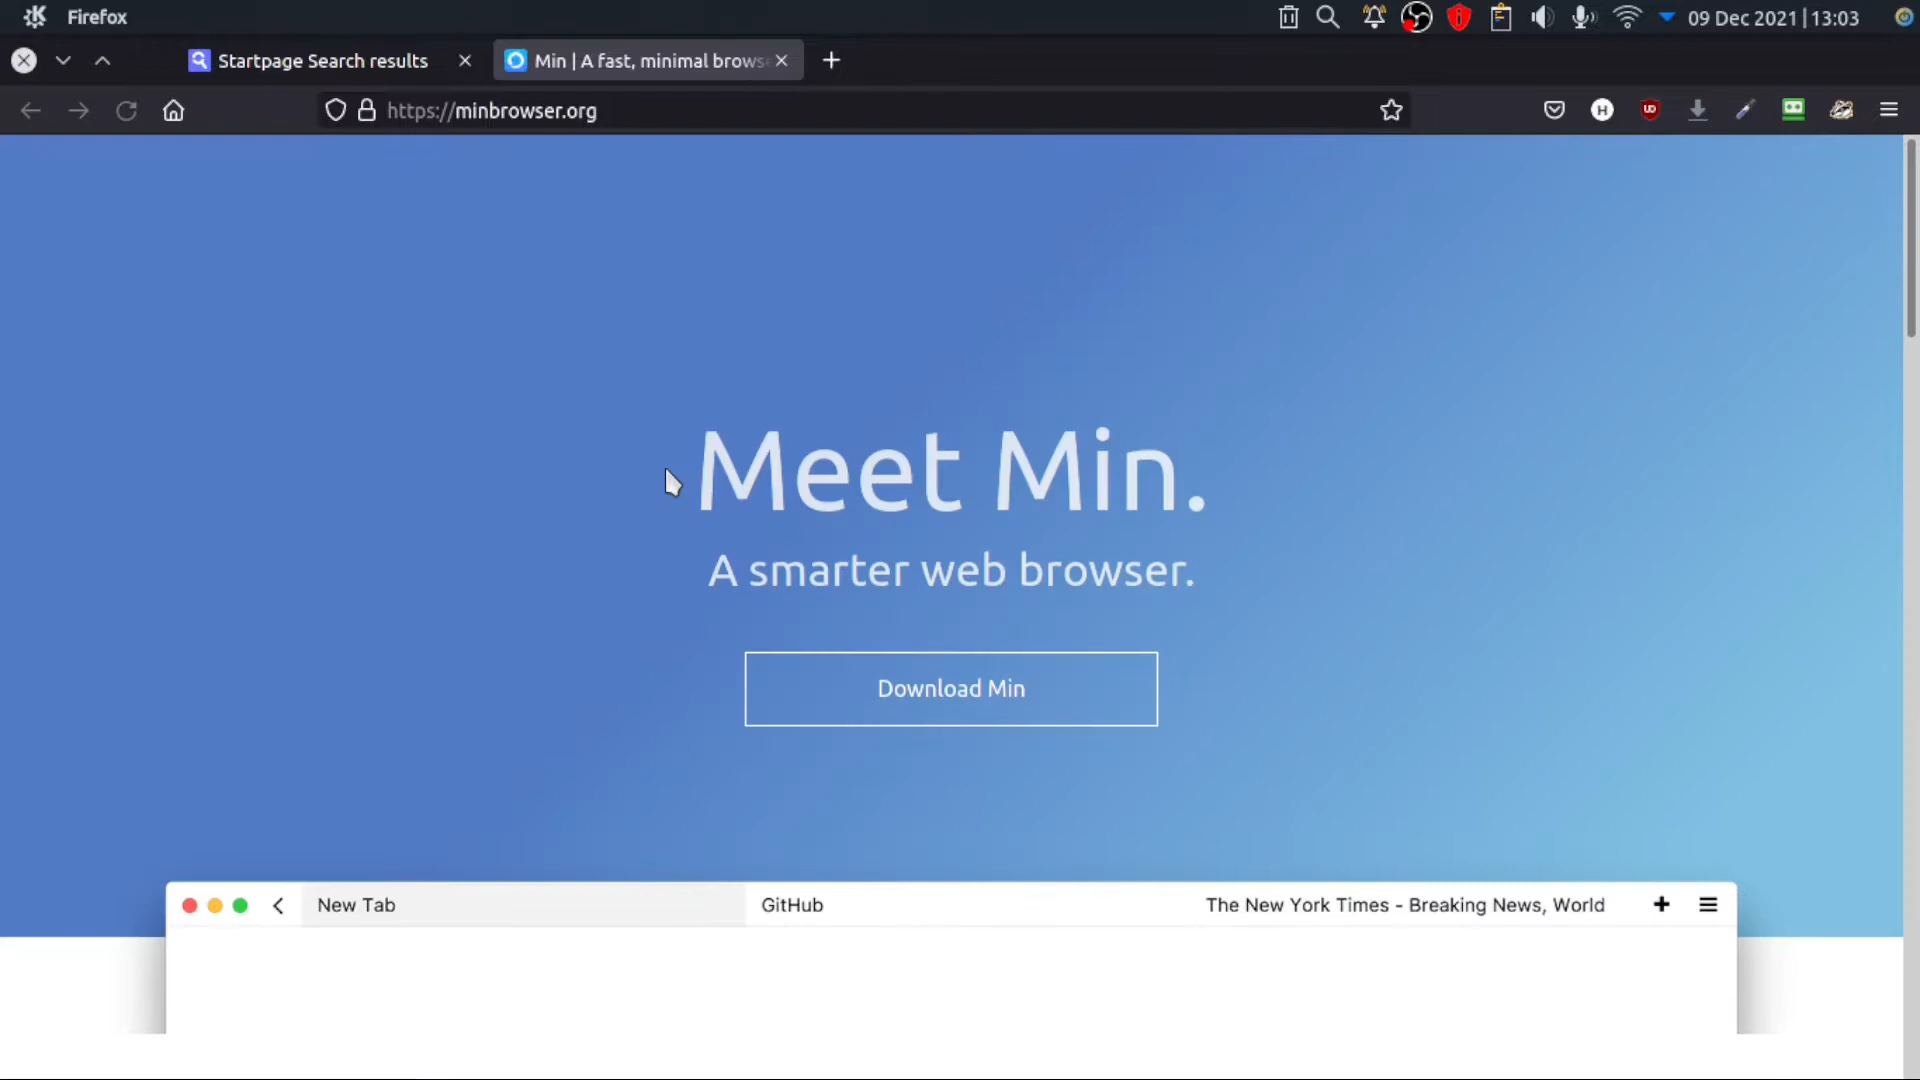 Firefox
09 Dec 2021|13:03
Startpage Search results
Min | A fast, minimal brows
https://minbrowser.org
H
UD
Meet Min.
A smarter web browser.
Download Min
New Tab
GitHub
The New York Times - Breaking News, World